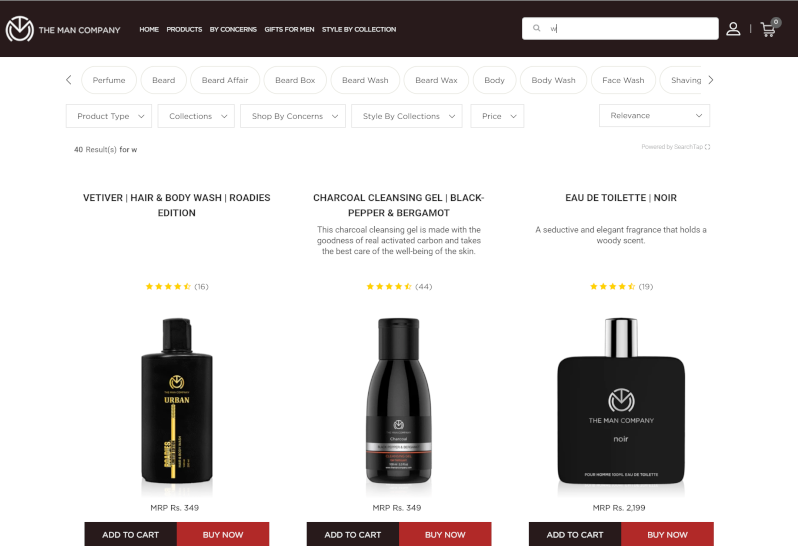 THE MAN COMPANY HOME PRODUCTS BY CONCERNS GIFTS FOR MEN STYLE BY COLLECTION w 0
Perfume Beard Beard Affair Beard Box Beard Wash Beard Wax Body Body Wash Face Wash Shaving
Product Type Collections Shop By Concerns Style By Collections Price Relevance
40 Result(s) for w
Powered by SearchTap
VETIVER | HAIR & BODY WASH | ROADIES
EDITION
(16)
URBAN
ROADIES
MRP Rs. 349
ADD TO CART BUY NOW
CHARCOAL CLEANSING GEL | BLACK-
PEPPER & BERGAMOT
This charcoal cleansing gel is made with the
goodness of real activated carbon and takes
the best care of the well-being of the skin.
(44)
Charcoal
MRP Rs. 349
ADD TO CART BUY NOW
EAU DE TOILETTE | NOIR
A seductive and elegant fragrance that holds a
woody scent.
(19)
THE MAN COMPANY
noir
POUR HOMME 100ML EAU DE TOILETTE
MRP Rs. 2,199
ADD TO CART BUY NOW